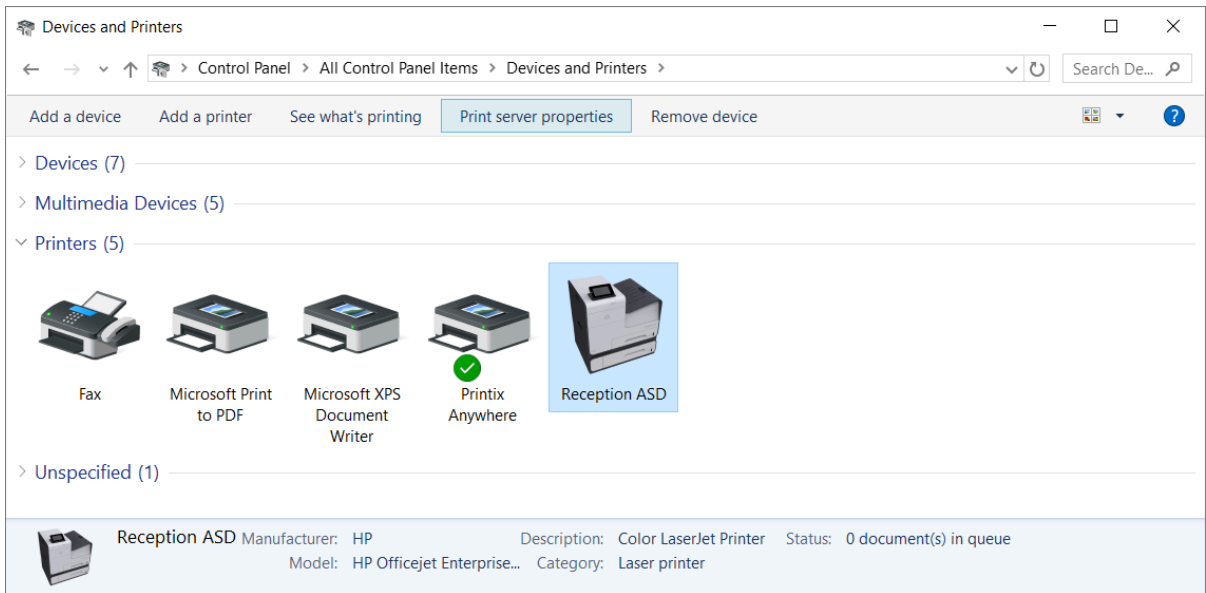 Devices and Printers
Control Panel > All Control Panel Items > Devices and Printers >
Search De...
Add a device Add a printer See what's printing Print server properties Remove device
?
Devices (7)
Multimedia Devices (5)
Printers (5)
Fax
Microsoft Print
to PDF
Microsoft XPS
Document
Writer
Printix
Anywhere
Reception ASD
Unspecified (1)
Reception ASD Manufacturer: HP Description: Color LaserJet Printer Status: 0 document(s) in queue
Model: HP Officejet Enterprise... Category: Laser printer